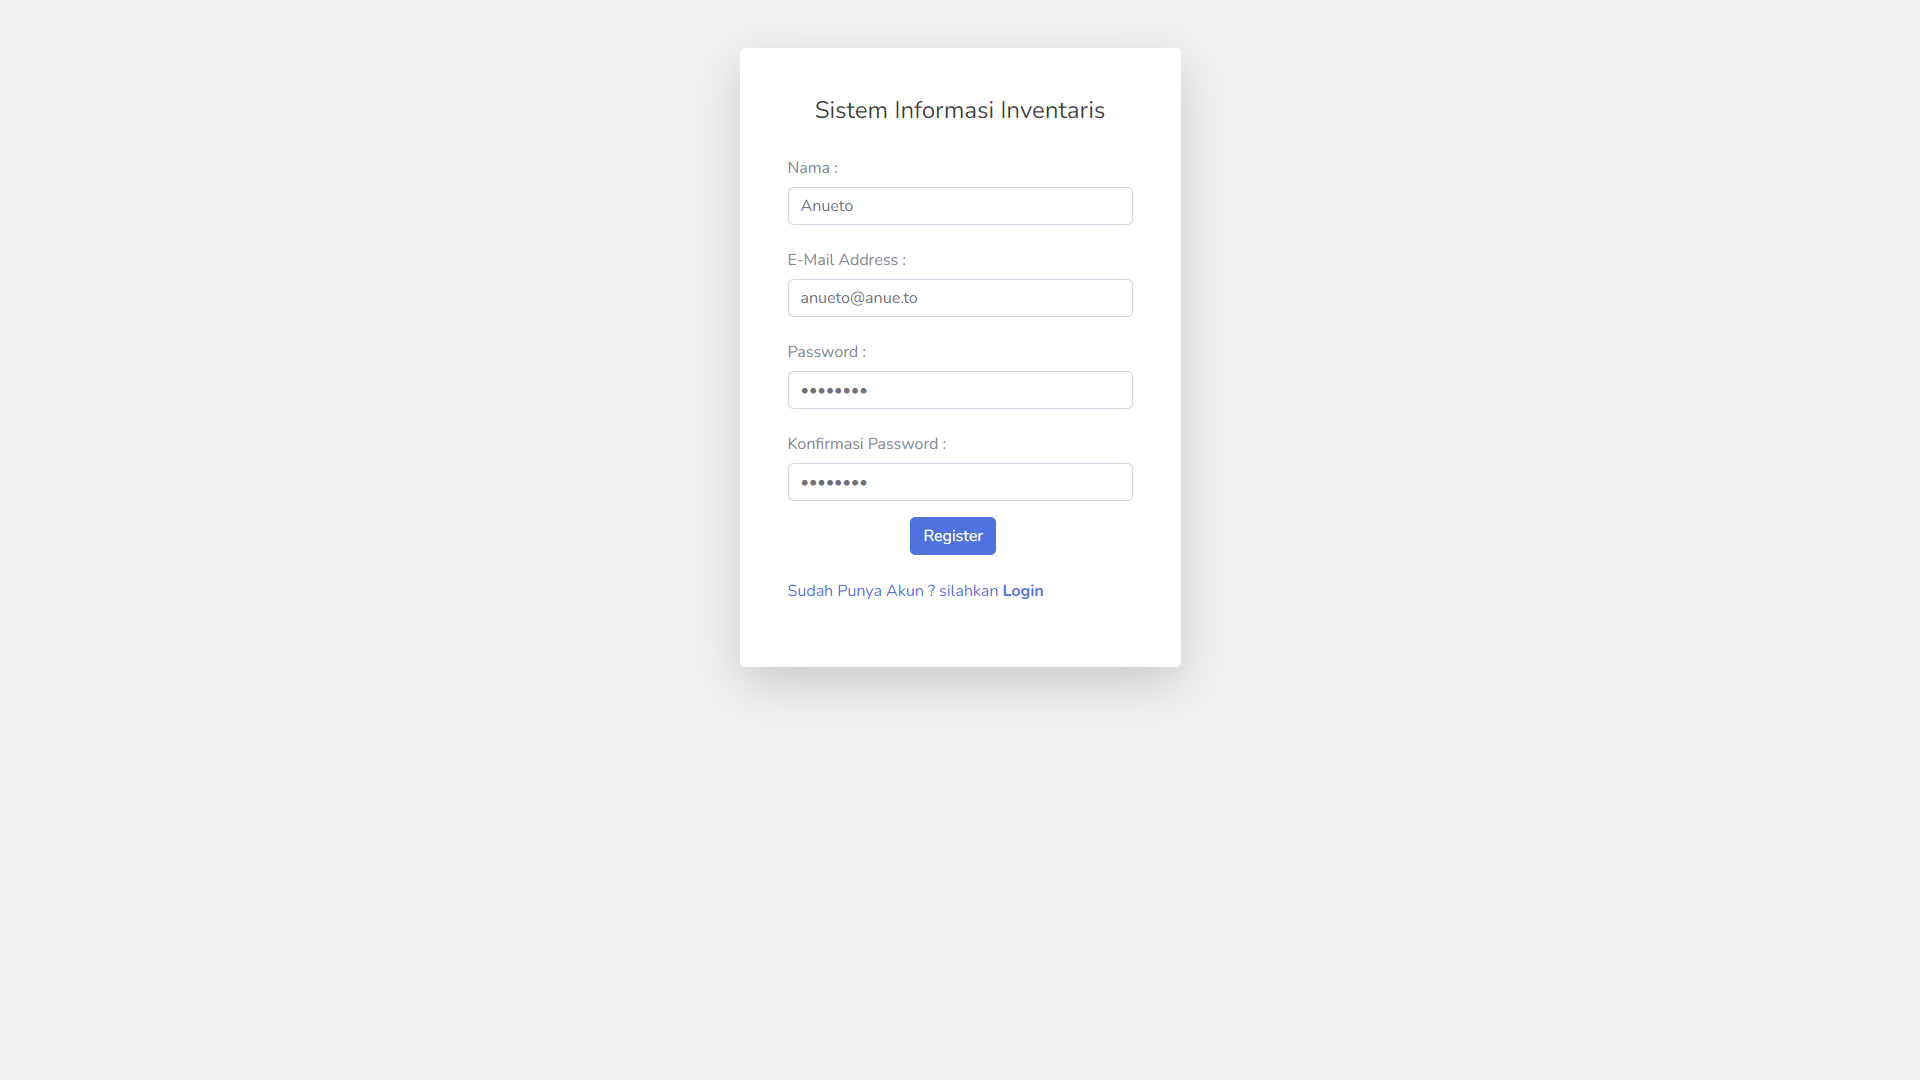 Sistem Informasi Inventaris
Nama :
Anueto
E-Mail Address :
anueto@anue.to
Password :
••••••••
Konfirmasi Password :
••••••••
Register
Sudah Punya Akun ? silahkan Login